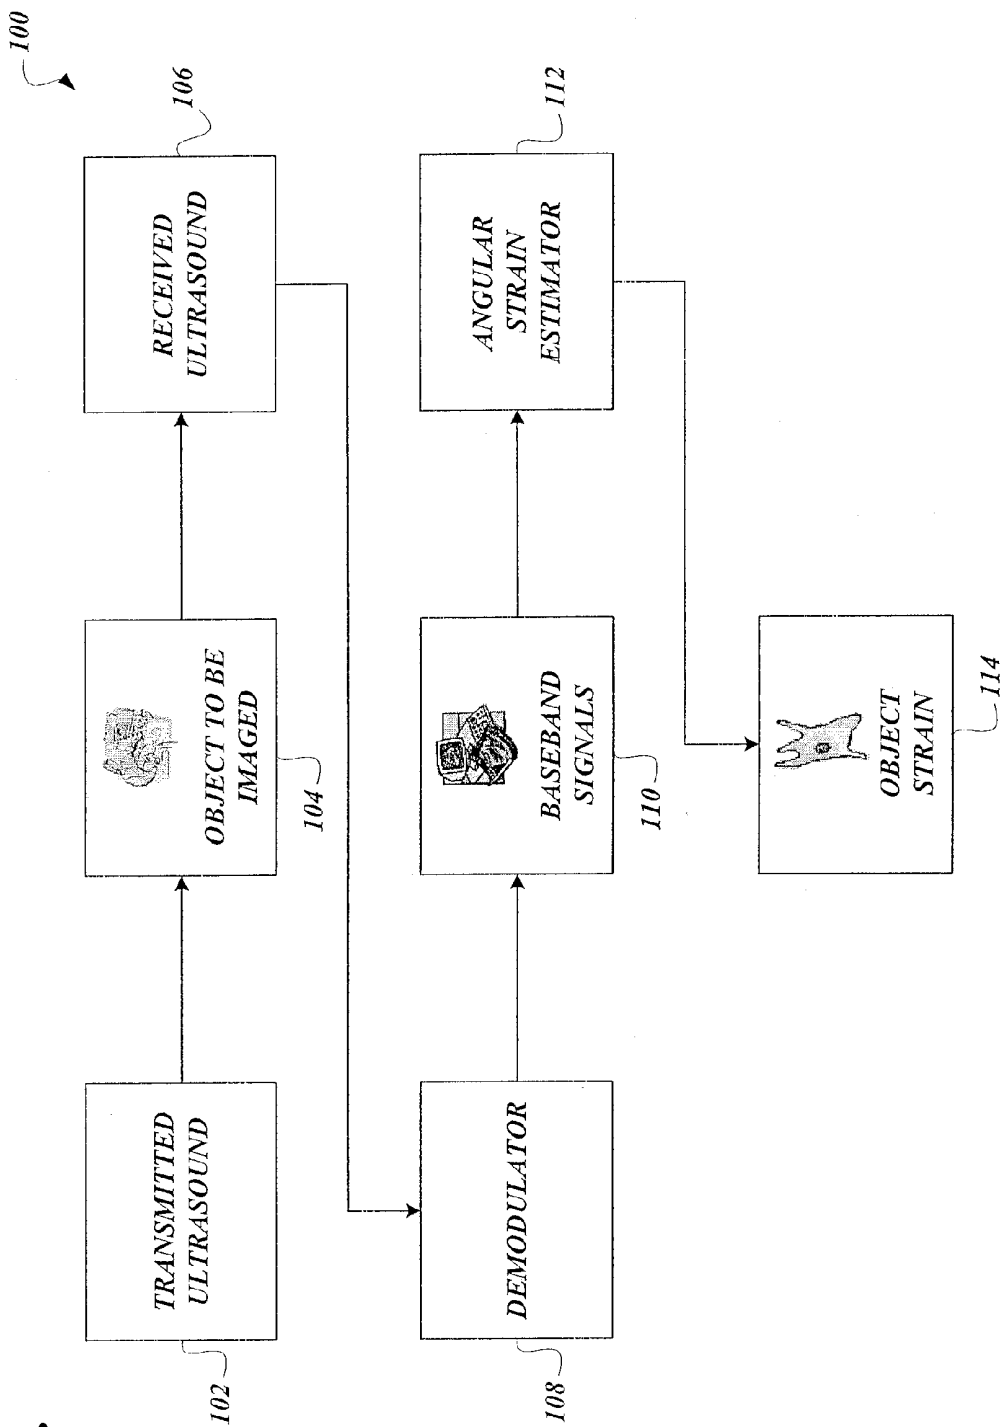 100
TRANSMITTED
ULTRASOUND
102
OBJECT TO BE
IMAGED
104
RECEIVED
ULTRASOUND
106
DEMODULATOR
108
BASEBAND
SIGNALS
110
ANGULAR
STRAIN
ESTIMATOR
112
OBJECT
STRAIN
114